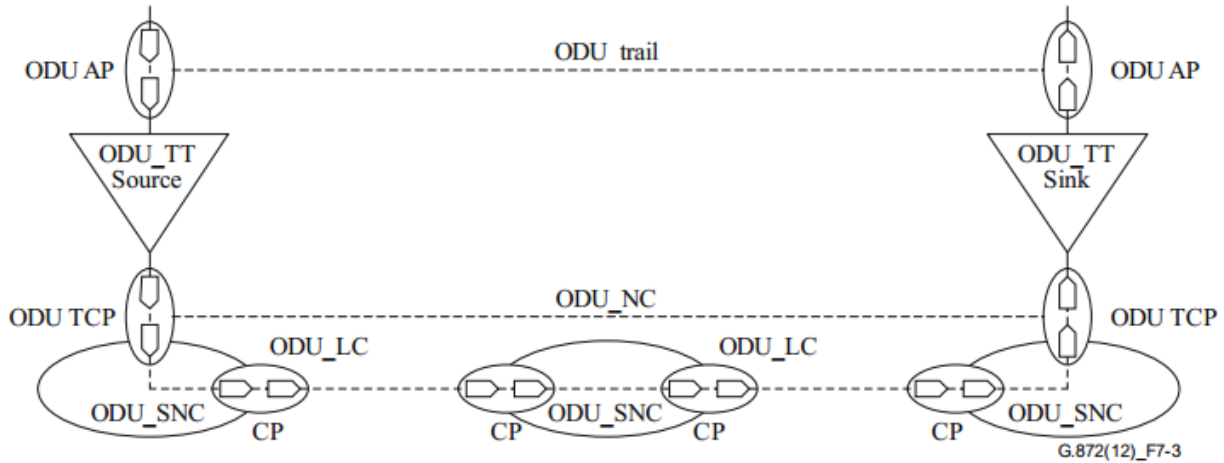 ODU trail
ODU AP
ODU AP
ODU_TT
Source
ODU_TT
Sink
ODU_NC
ODU TCP
ODU TCP
ODU_LC
ODU_LC
ODU_SNC
ODU_SNC
ODU_SNC
CP
CP
CP
CP
G.872(12)_F7-3